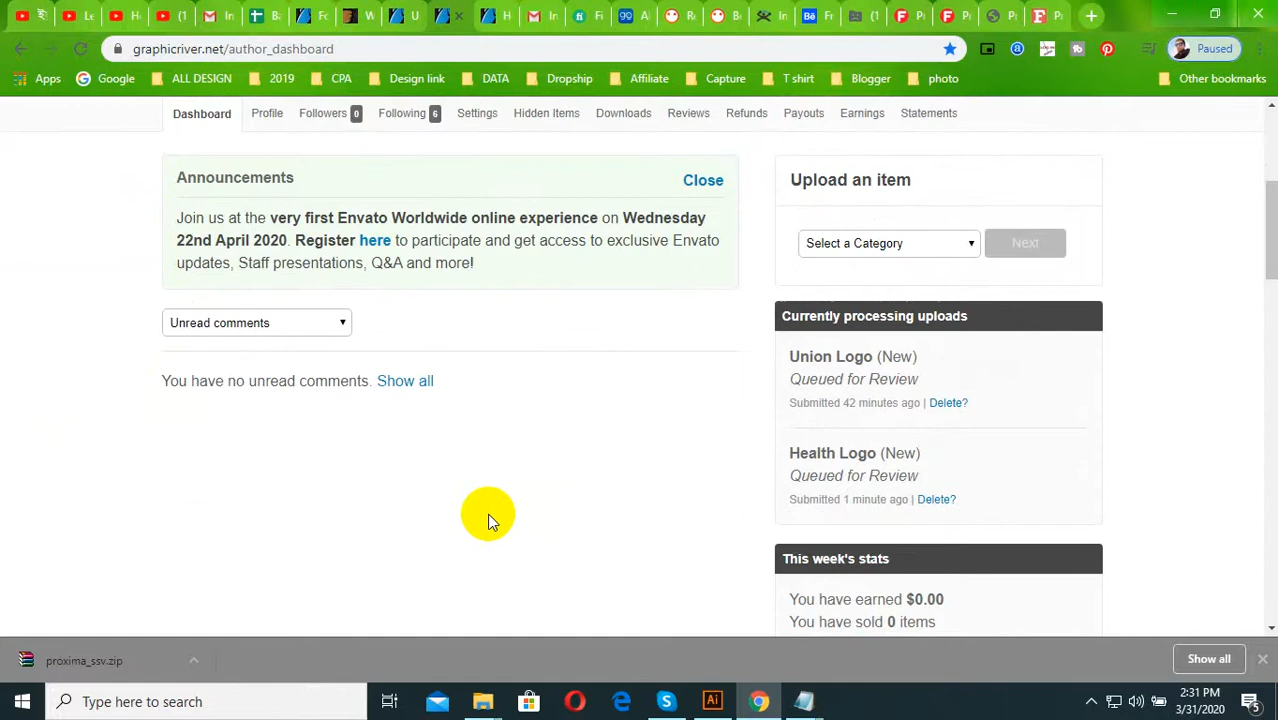 In
(1
In
(1
graphicriver.net/author_dashboard
Paused
Apps
Google
ALL DESIGN
2019
CPA
Design link
DATA
Dropship
Affiliate
Capture
T shirt
Blogger
photo
Other bookmarks
Dashboard
Profile
Followers 0
Following 6
Settings
Hidden Items
Downloads
Reviews
Refunds
Payouts
Earnings
Statements
Announcements
Close
Join us at the very first Envato Worldwide online experience on Wednesday
22nd April 2020. Register here to participate and get access to exclusive Envato
updates, Staff presentations, Q&A and more!
Unread comments
You have no unread comments. Show all
Upload an item
Select a Category
Next
Currently processing uploads
Union Logo (New)
Queued for Review
Submitted 42 minutes ago | Delete?
Health Logo (New)
Queued for Review
Submitted 1 minute ago | Delete?
This week's stats
You have earned $0.00
You have sold 0 items
proxima_ssv.zip
Show all
Type here to search
Ai
2:31 PM
3/31/2020
5